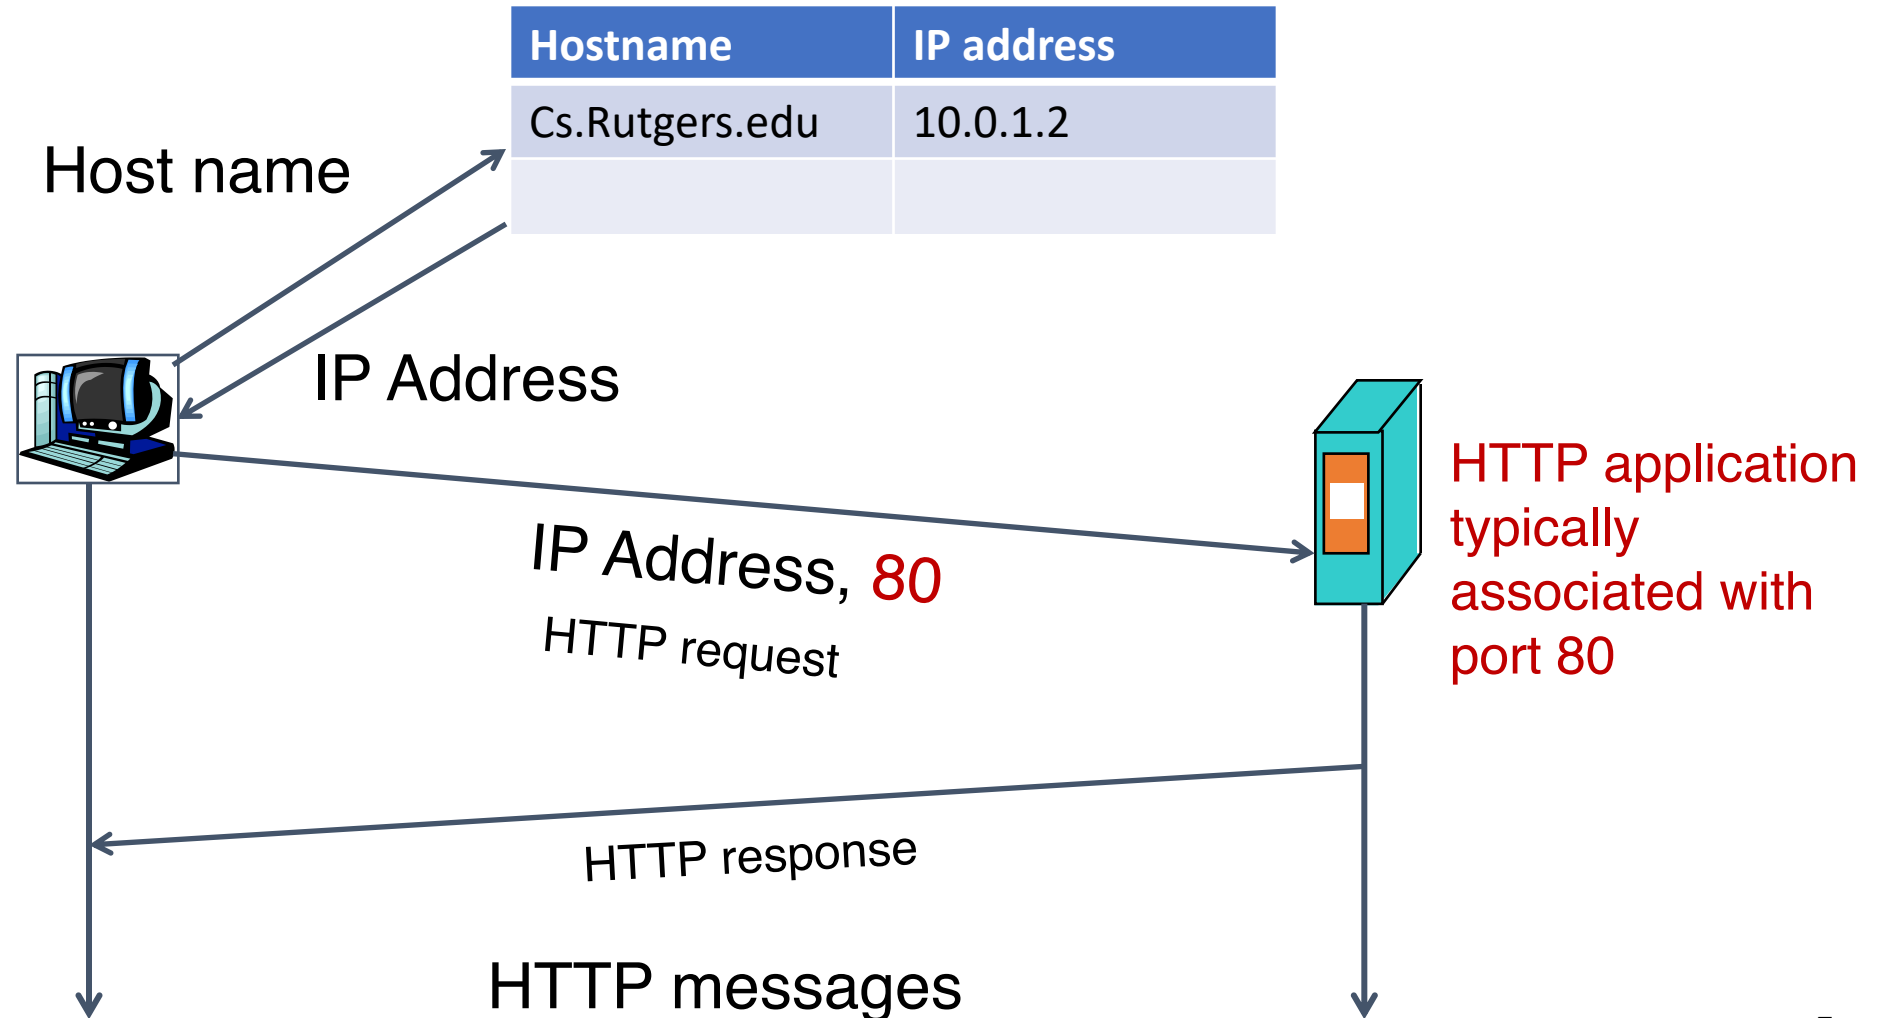 Hostname IP address
Cs.Rutgers.edu 10.0.1.2
Host name
IP Address
IP Address, 80
HTTP request
HTTP application
typically
associated with
port 80
HTTP response
HTTP messages